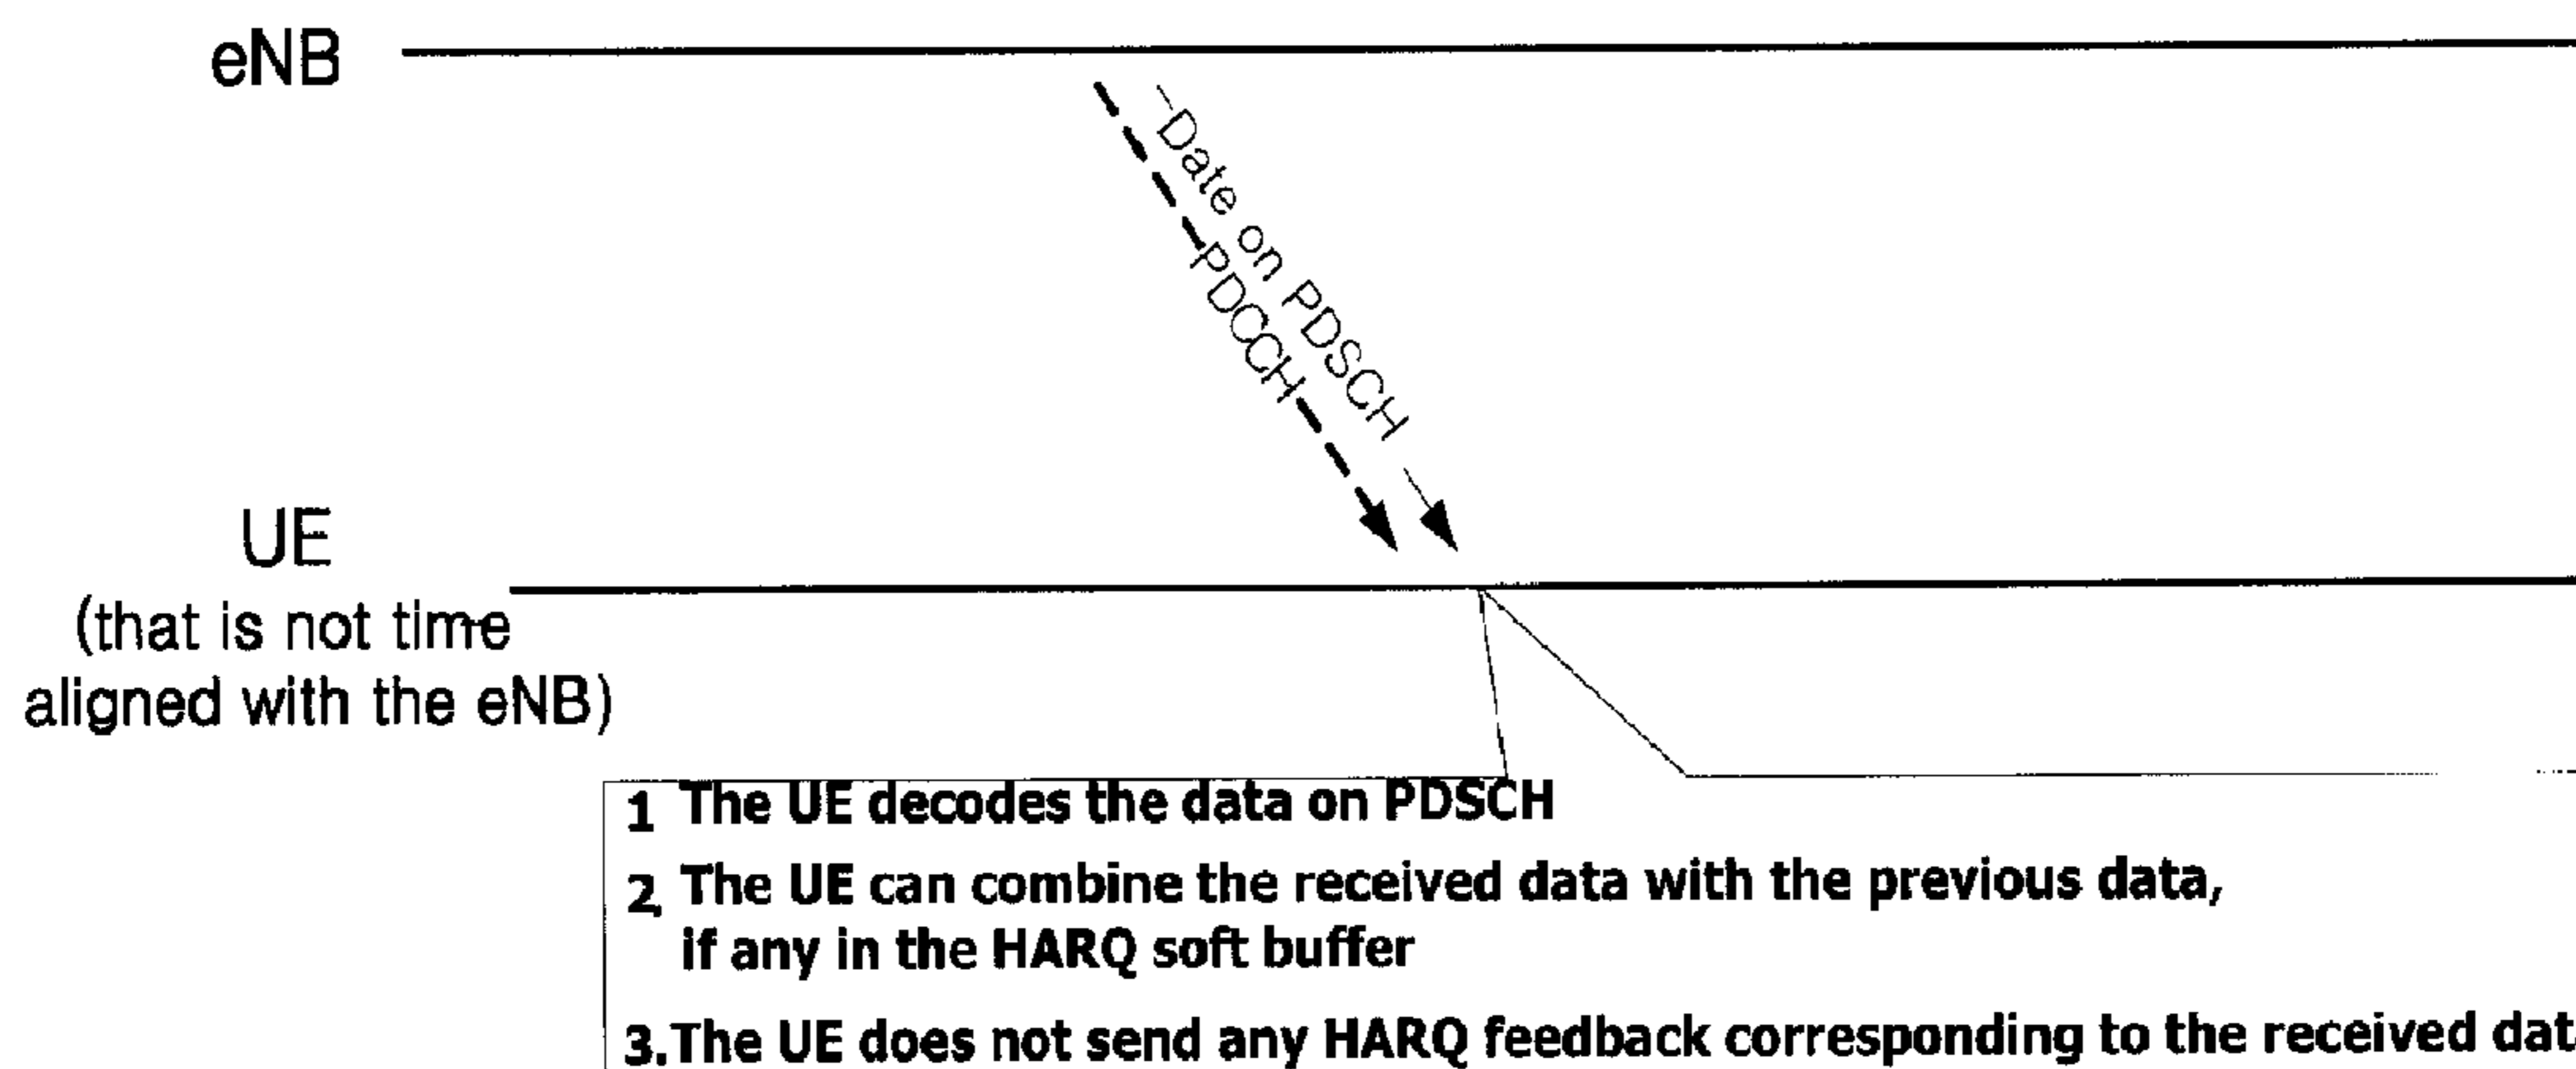 eNB
Date on PDSCH
PDCCH
UE
(that is not time
aligned with the eNB)
1 The UE decodes the data on PDSCH
2, The UE can combine the received data with the previous data,
if any in the HARQ soft buffer
3.The UE does not send any HARQ feedback corresponding to the received dat